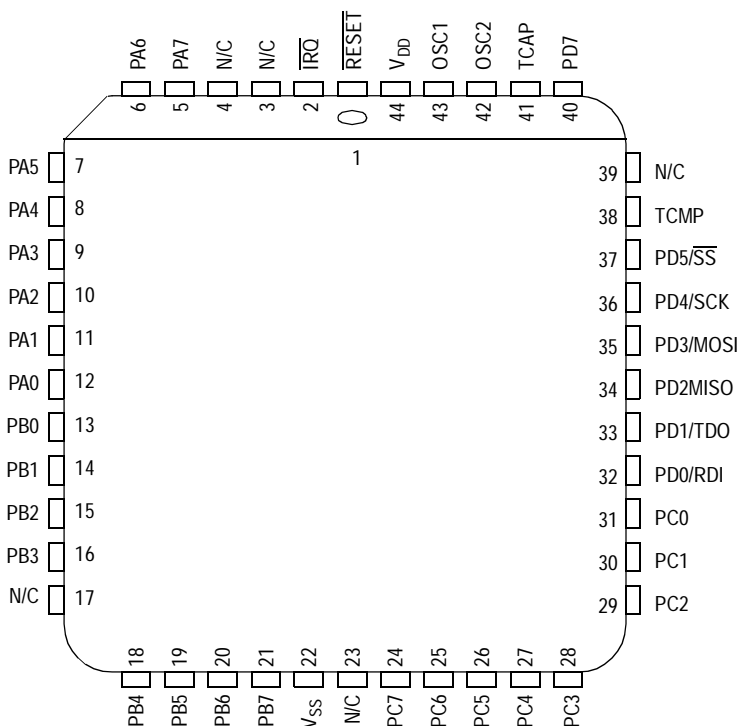 PA6 PA7 N/C N/C IRQ RESET VDD OSC1 OSC2 TCAP PD7
6 5 4 3 2 44 43 42 41 40
1
PA5 7 39 N/C
PA4 8 38 TCMP
PA3 9 37 PD5/SS
PA2 10 36 PD4/SCK
PA1 11 35 PD3/MOSI
PA0 12 34 PD2MISO
PB0 13 33 PD1/TDO
PB1 14 32 PD0/RDI
PB2 15 31 PC0
PB3 16 30 PC1
N/C 17 29 PC2
18 19 20 21 22 23 24 25 26 27 28
PB4 PB5 PB6 PB7 VSS N/C PC7 PC6 PC5 PC4 PC3